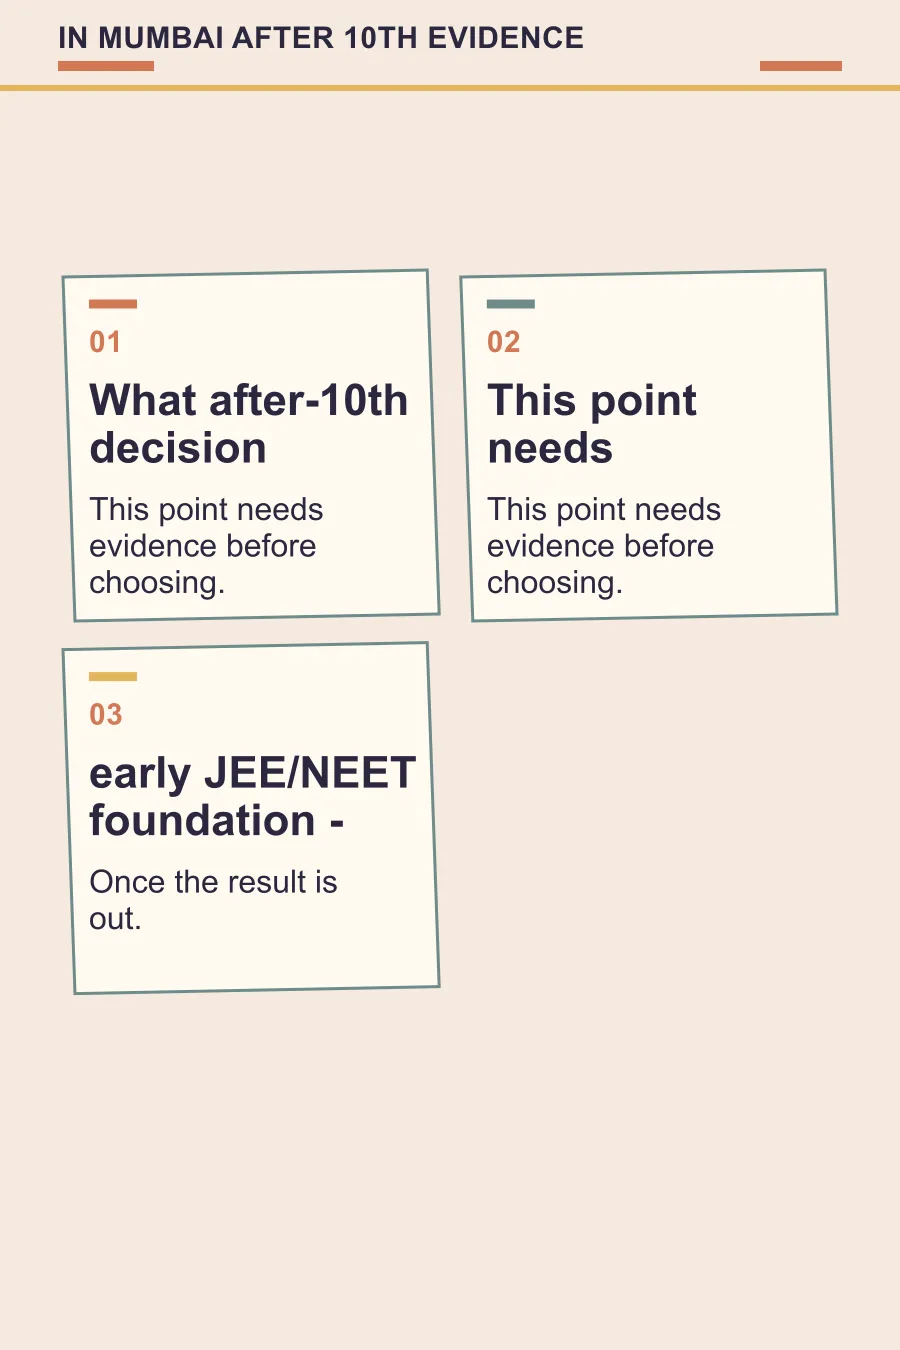 IN MUMBAI AFTER 10TH EVIDENCE
01
What after-10th
decision
This point needs
evidence before
choosing.
02
This point
needs
This point needs
evidence before
choosing.
03
early JEE/NEET
foundation -
Once the result is
out.